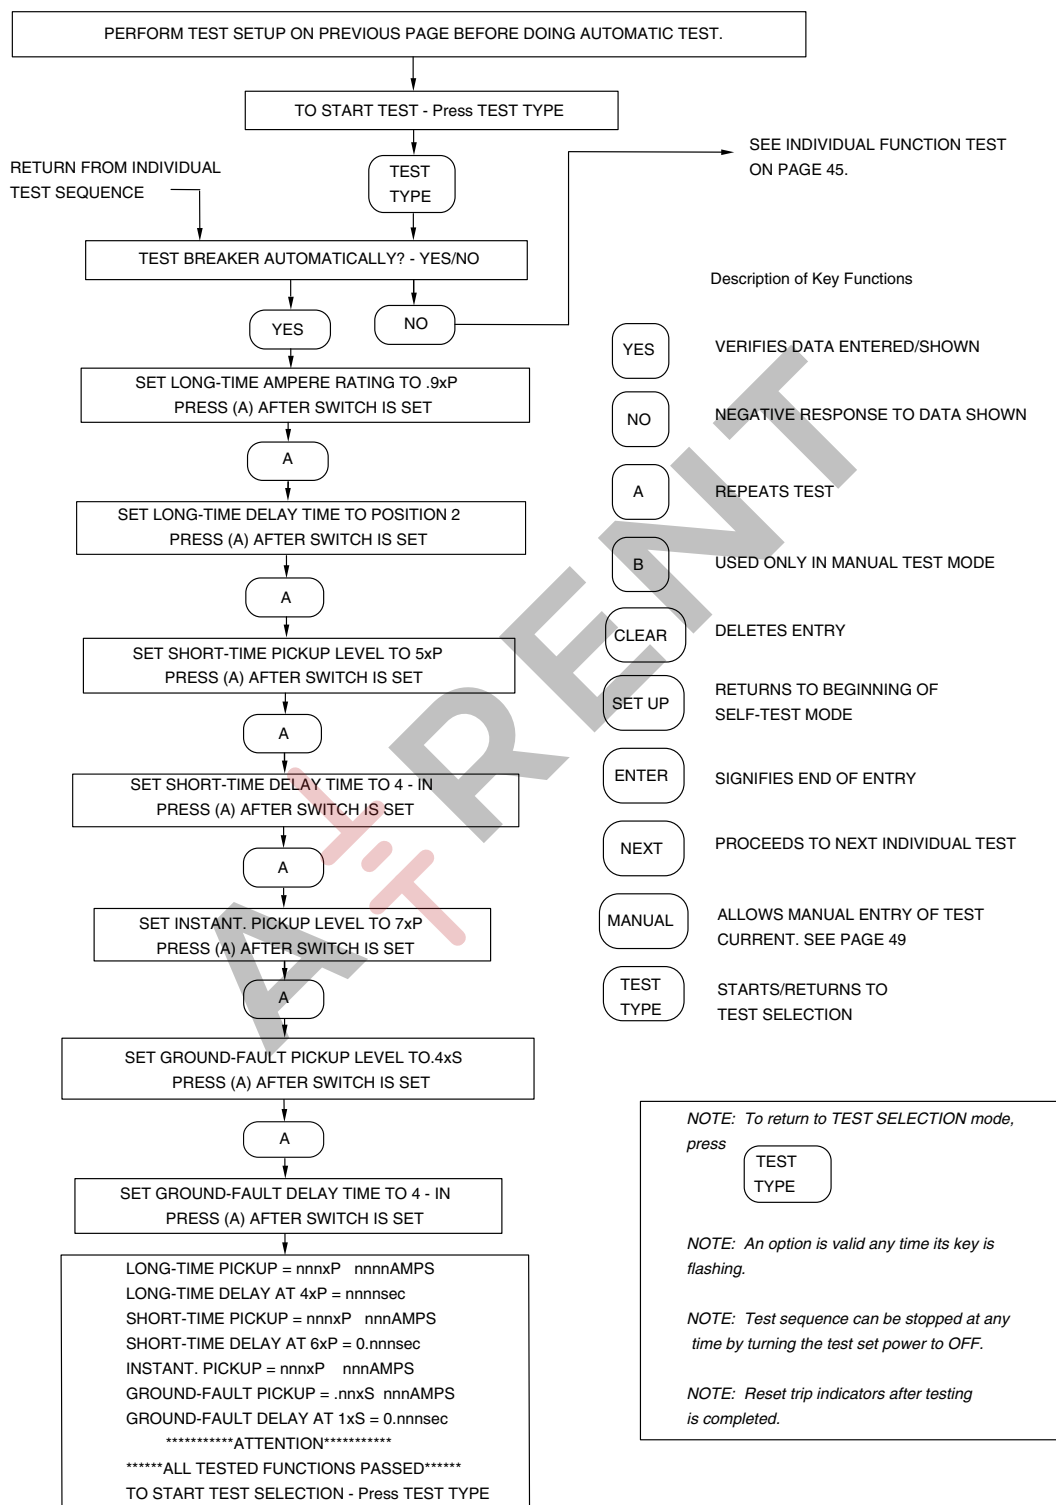 PERFORM TEST SETUP ON PREVIOUS PAGE BEFORE DOING AUTOMATIC TEST.
TO START TEST - Press TEST TYPE
TEST
TYPE
SEE INDIVIDUAL FUNCTION TEST
ON PAGE 45.
RETURN FROM INDIVIDUAL
TEST SEQUENCE
TEST BREAKER AUTOMATICALLY? - YES/NO
YES
NO
SET LONG-TIME AMPERE RATING TO .9xP
PRESS (A) AFTER SWITCH IS SET
A
SET LONG-TIME DELAY TIME TO POSITION 2
PRESS (A) AFTER SWITCH IS SET
A
SET SHORT-TIME PICKUP LEVEL TO 5xP
PRESS (A) AFTER SWITCH IS SET
A
SET SHORT-TIME DELAY TIME TO 4 - IN
PRESS (A) AFTER SWITCH IS SET
A
SET INSTANT. PICKUP LEVEL TO 7xP
PRESS (A) AFTER SWITCH IS SET
A
SET GROUND-FAULT PICKUP LEVEL TO.4xS
PRESS (A) AFTER SWITCH IS SET
A
SET GROUND-FAULT DELAY TIME TO 4 - IN
PRESS (A) AFTER SWITCH IS SET
LONG-TIME PICKUP = nnnxP nnnnAMPS
LONG-TIME DELAY AT 4xP = nnnnsec
SHORT-TIME PICKUP = nnnxP nnnAMPS
SHORT-TIME DELAY AT 6xP = 0.nnnsec
INSTANT. PICKUP = nnnxP nnnAMPS
GROUND-FAULT PICKUP = .nnxS nnnAMPS
GROUND-FAULT DELAY AT 1xS = 0.nnnsec
***********ATTENTION***********
******ALL TESTED FUNCTIONS PASSED******
TO START TEST SELECTION - Press TEST TYPE
Description of Key Functions
YES VERIFIES DATA ENTERED/SHOWN
NO NEGATIVE RESPONSE TO DATA SHOWN
A REPEATS TEST
B USED ONLY IN MANUAL TEST MODE
CLEAR DELETES ENTRY
SET UP RETURNS TO BEGINNING OF
SELF-TEST MODE
ENTER SIGNIFIES END OF ENTRY
NEXT PROCEEDS TO NEXT INDIVIDUAL TEST
MANUAL ALLOWS MANUAL ENTRY OF TEST
CURRENT. SEE PAGE 49
TEST STARTS/RETURNS TO
TYPE TEST SELECTION
NOTE: To return to TEST SELECTION mode,
press
TEST
TYPE
NOTE: An option is valid any time its key is
flashing.
NOTE: Test sequence can be stopped at any
time by turning the test set power to OFF.
NOTE: Reset trip indicators after testing
is completed.
A RENT